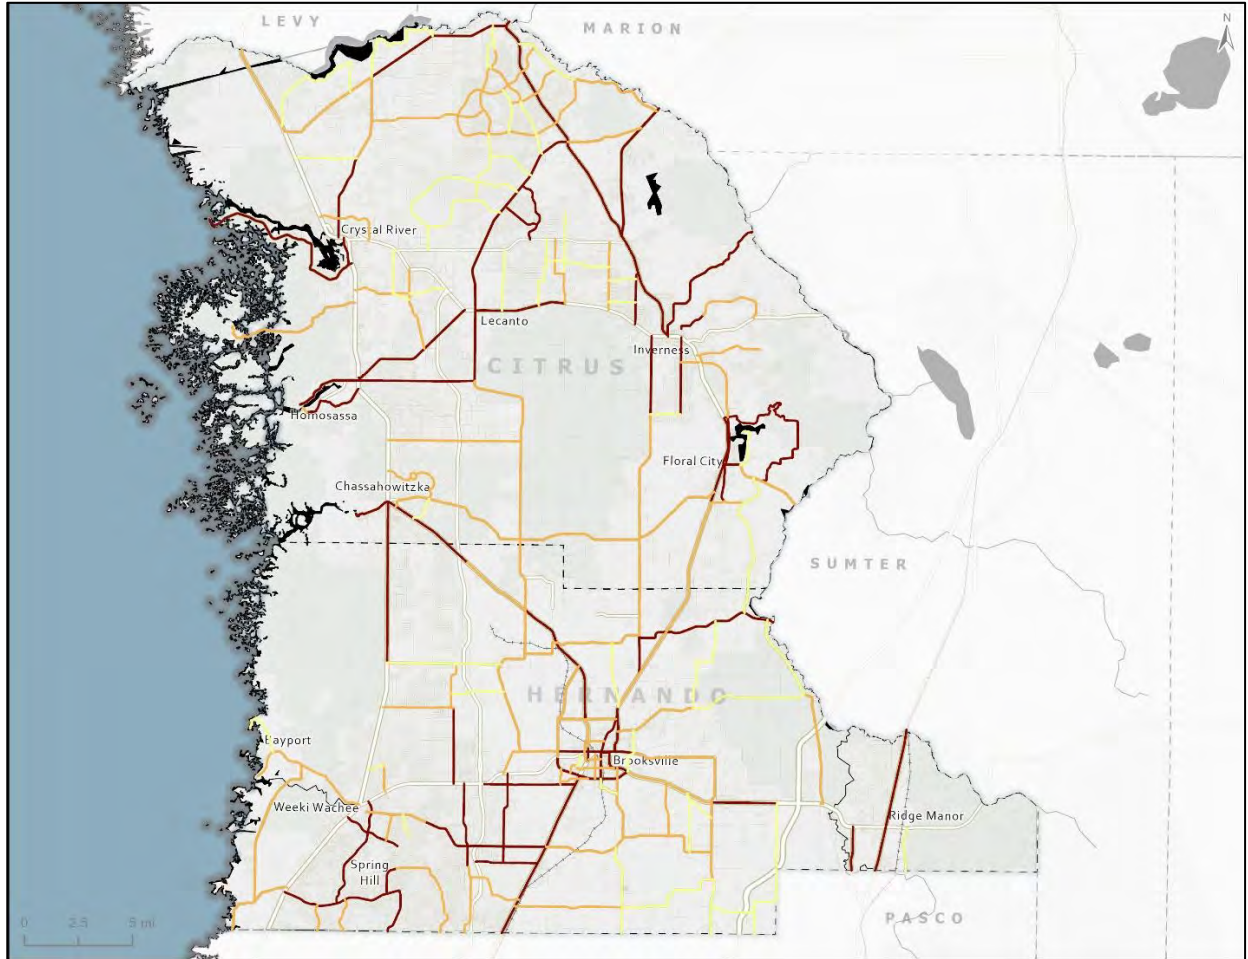 LEVY
MARION
N
Crystal River
Lecanto
Inverness
CITRUS
Homosassa
Floral City
Chassahowitzka
SUMTER
HERNANDO
Bayport
Brooksville
Weeki Wachee
Ridge Manor
Spring
Hill
PASCO
0 2.5 5 mi